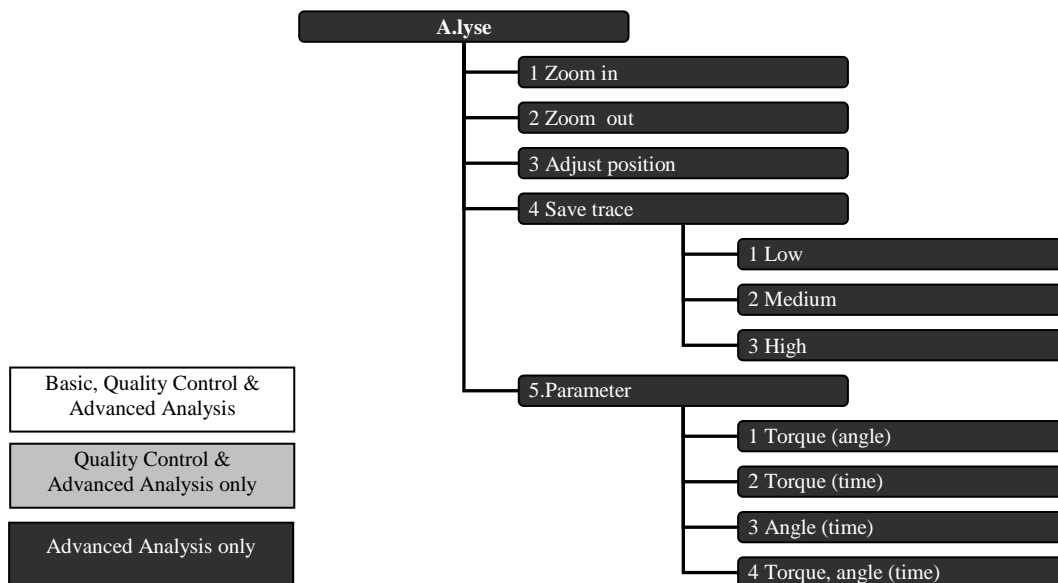 A.lyse
1 Zoom in
2 Zoom out
3 Adjust position
4 Save trace
1 Low
2 Medium
3 High
5.Parameter
1 Torque (angle)
2 Torque (time)
3 Angle (time)
4 Torque, angle (time)
Basic, Quality Control &
Advanced Analysis
Quality Control &
Advanced Analysis only
Advanced Analysis only